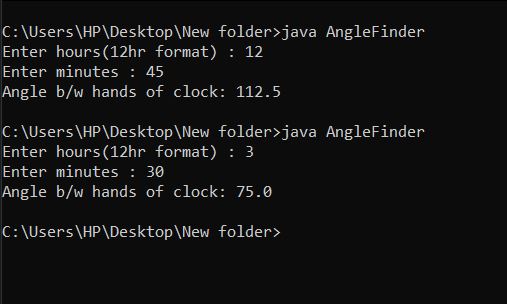 C:\Users\HP\Desktop\New folder>java AngleFinder
Enter hours(12hr format) : 12
Enter minutes : 45
Angle b/w hands of clock: 112.5
C:\Users\HP\Desktop\New folder>java AngleFinder
Enter hours(12hr format) : 3
Enter minutes : 30
Angle b/w hands of clock: 75.0
C:\Users\HP\Desktop\New folder>